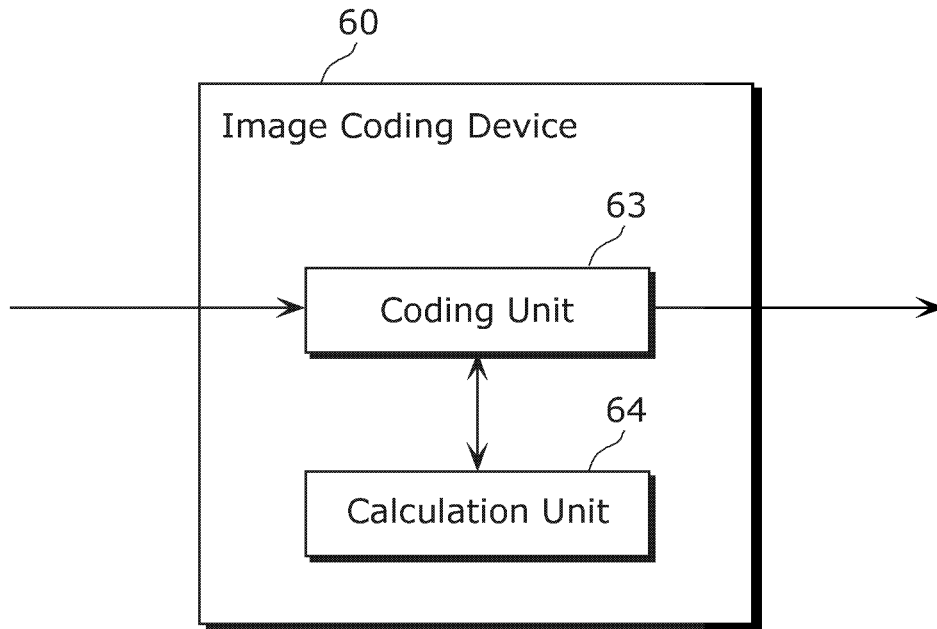 60
Image Coding Device
63
Coding Unit
64
Calculation Unit